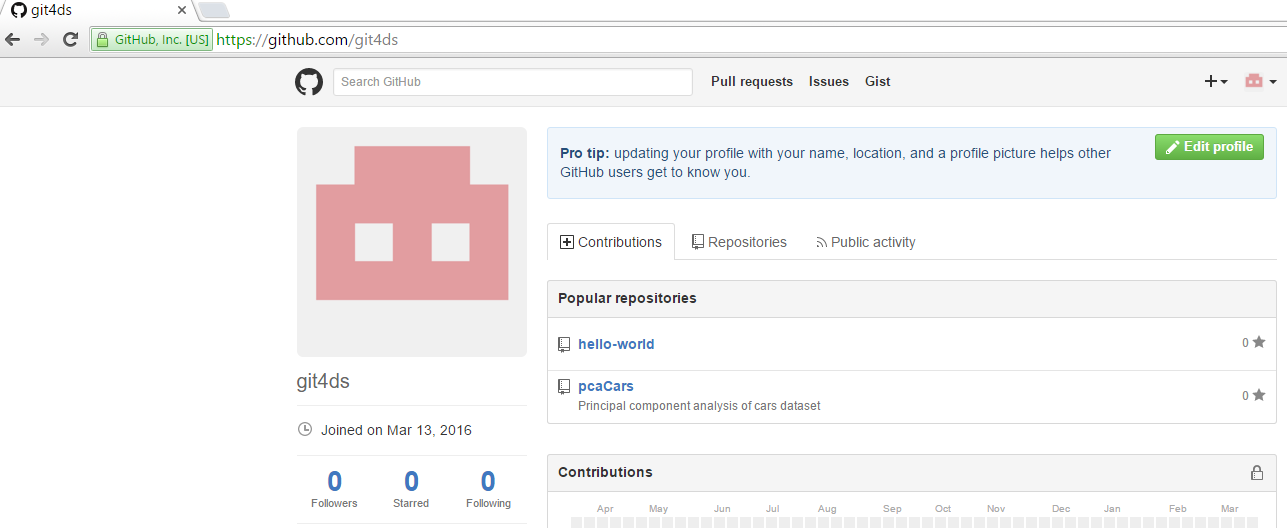 git4ds
GitHub, Inc. [US] https://github.com/git4ds
Search GitHub Pull requests Issues Gist
Pro tip: updating your profile with your name, location, and a profile picture helps other
GitHub users get to know you.
Edit profile
Contributions Repositories Public activity
Popular repositories
hello-world 0
pcaCars
Principal component analysis of cars dataset
0
git4ds
Joined on Mar 13, 2016
0 0 0
Followers Starred Following
Contributions
Apr May Jun Jul Aug Sep Oct Nov Dec Jan Feb Mar